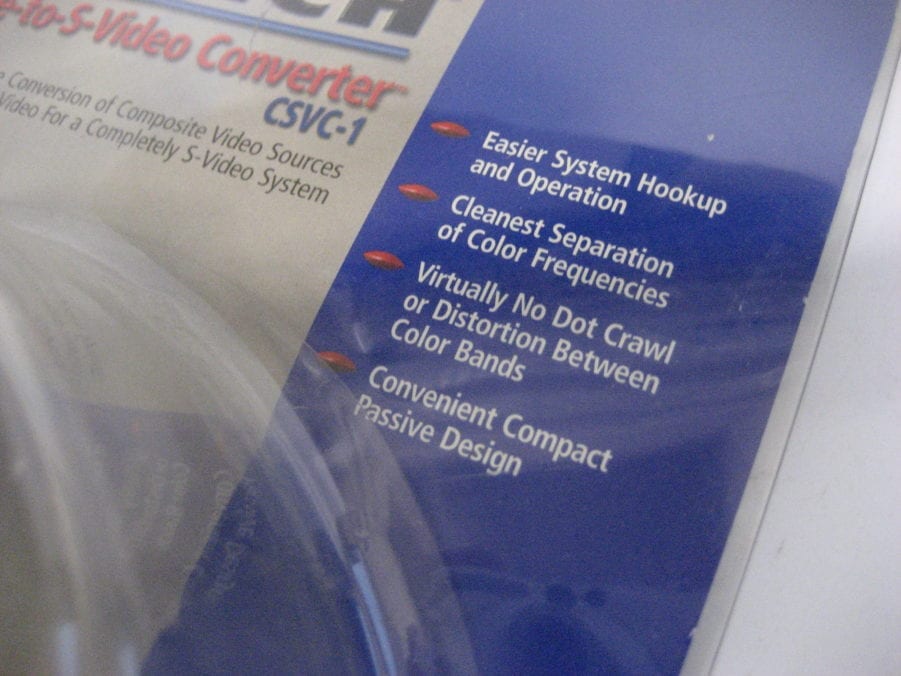 e-to-S-Video Converter™
CSVC-1
Conversion of Composite Video Sources
Video For a Completely S-Video System
Easier System Hookup
and Operation
Cleanest Separation
of Color Frequencies
Virtually No Dot Crawl
or Distortion Between
Color Bands
Convenient Compact
Passive Design